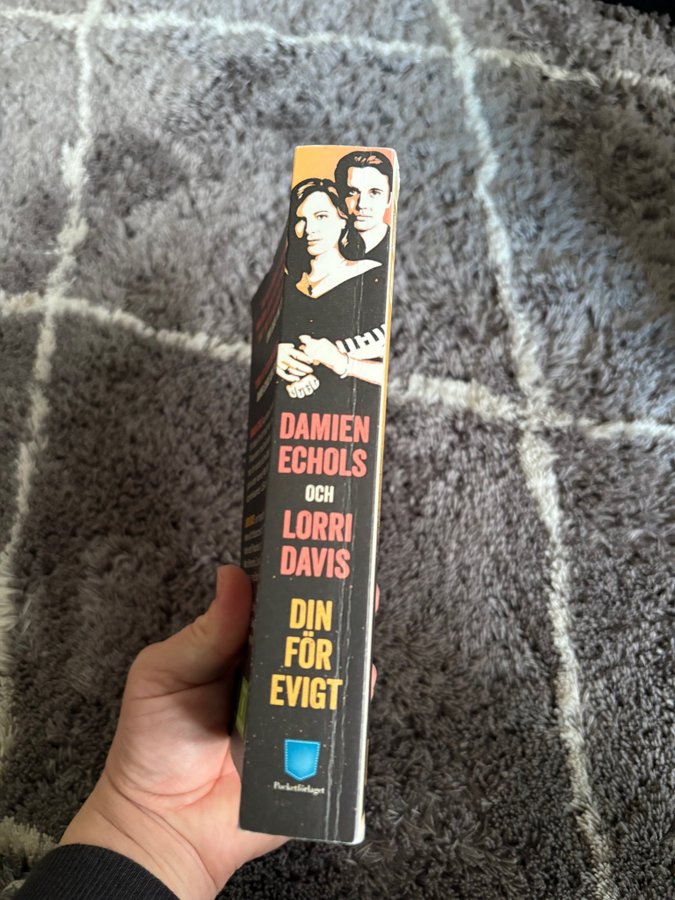 DAMIEN
ECHOLS
OCH
LORRI
DAVIS
DIN
FÖR
EVIGT
Pocketförlaget